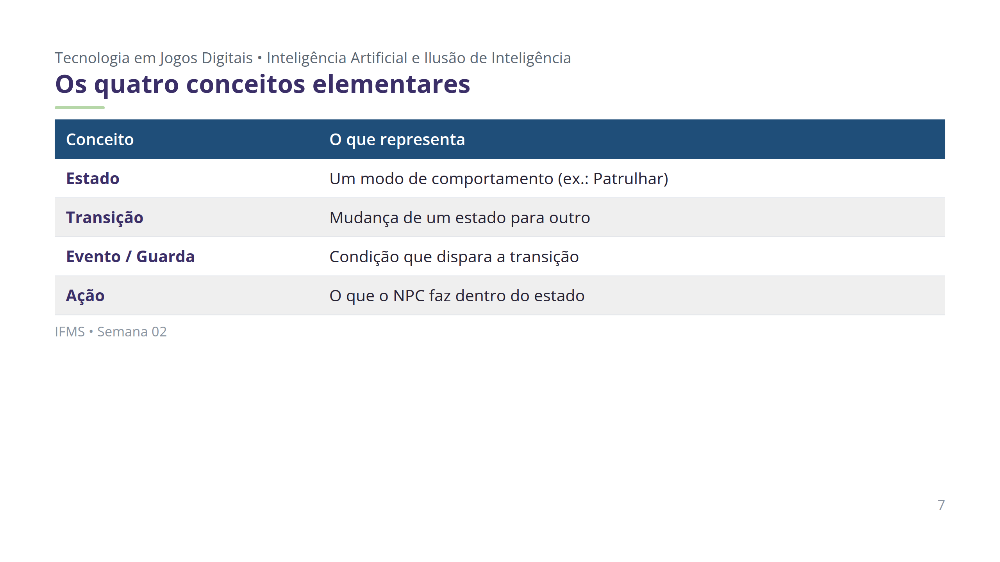 Tecnologia em Jogos Digitais • Inteligência Artificial e Ilusão de Inteligência
Os quatro conceitos elementares
Conceito O que representa
Estado Um modo de comportamento (ex.: Patrulhar)
Transição Mudança de um estado para outro
Evento / Guarda Condição que dispara a transição
Ação O que o NPC faz dentro do estado
IFMS • Semana 02
7